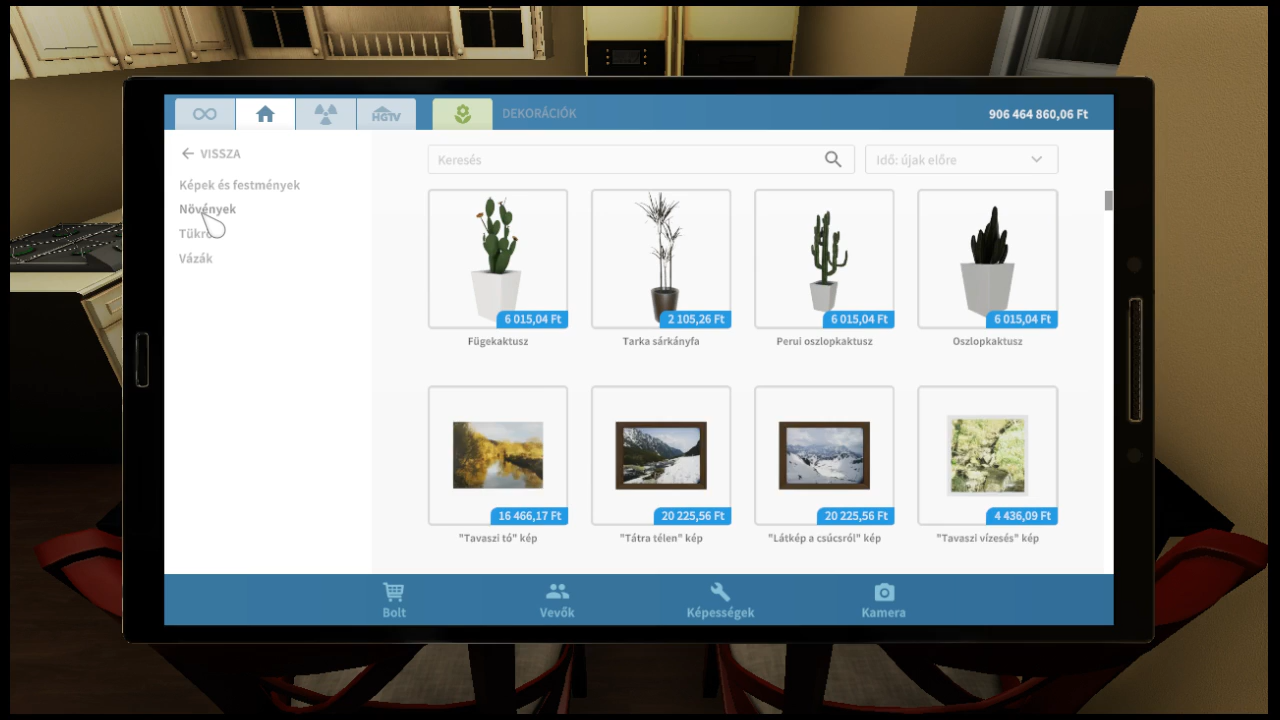 HGTV
DEKORÁCIÓK
906 464 860,06 Ft
VISSZA
Képek és festmények
Növények
Vázák
Keresés
Idő: újak előre
6 015,04 Ft
2 105,26 Ft
6 015,04 Ft
6 015,04 Ft
Fügekaktusz
Tarka sárkányfa
Perui oszlopkaktusz
Oszlopkaktusz
16 466,17 Ft
20 225,56 Ft
20 225,56 Ft
4 436,09 Ft
"Tavaszi tó" kép
"Tátra télen" kép
"Látkép a csúcsról" kép
"Tavaszi vízesés" kép
Bolt
Vevők
Képességek
Kamera